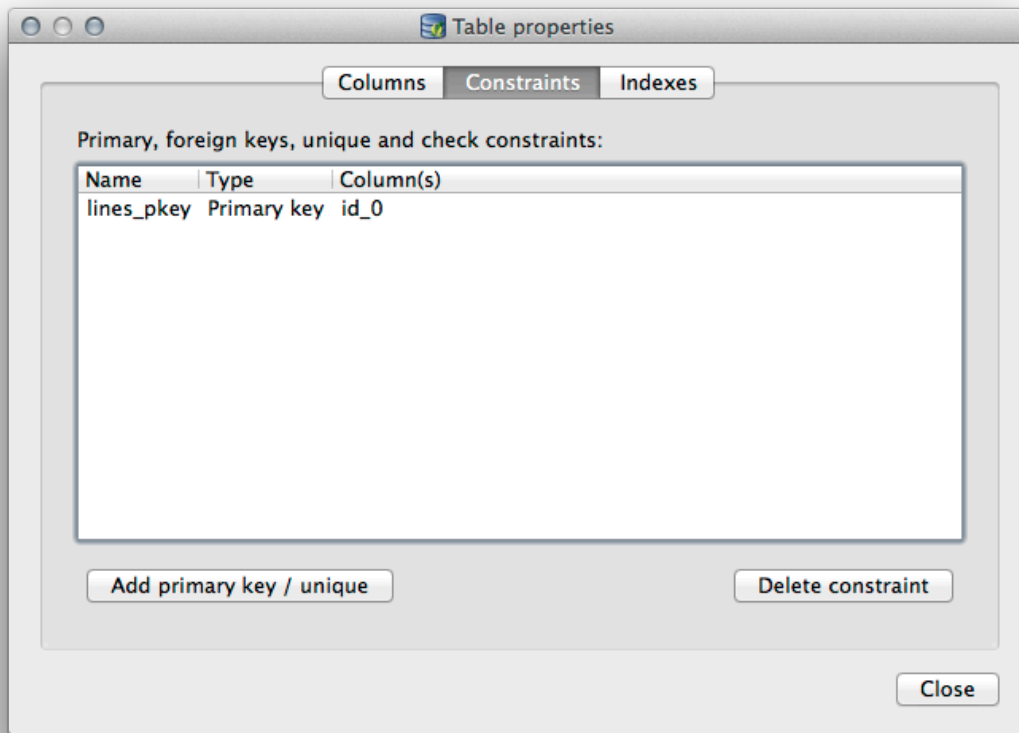 Table properties
Columns Constraints Indexes
Primary, foreign keys, unique and check constraints:
Name Type Column(s)
lines_pkey Primary key id_0
Add primary key / unique Delete constraint
Close